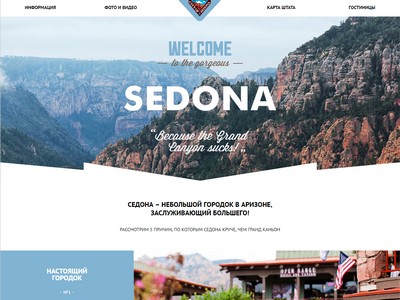 ИНФОРМАЦИЯ
ФОТО И ВИДЕО
КАРТА ШТАТА
ГОСТИНИЦЫ
WELCOME
to the gorgeous
SEDONA
“Because the Grand
Canyon sucks!„
СЕДОНА – НЕБОЛЬШОЙ ГОРОДОК В АРИЗОНЕ,
ЗАСЛУЖИВАЮЩИЙ БОЛЬШЕГО!
РАССМОТРИМ 5 ПРИЧИН, ПО КОТОРЫМ СЕДОНА КРУЧЕ, ЧЕМ ГРАНД КАНЬОН
НАСТОЯЩИЙ
ГОРОДОК
- №1 -
OPEN RANGE